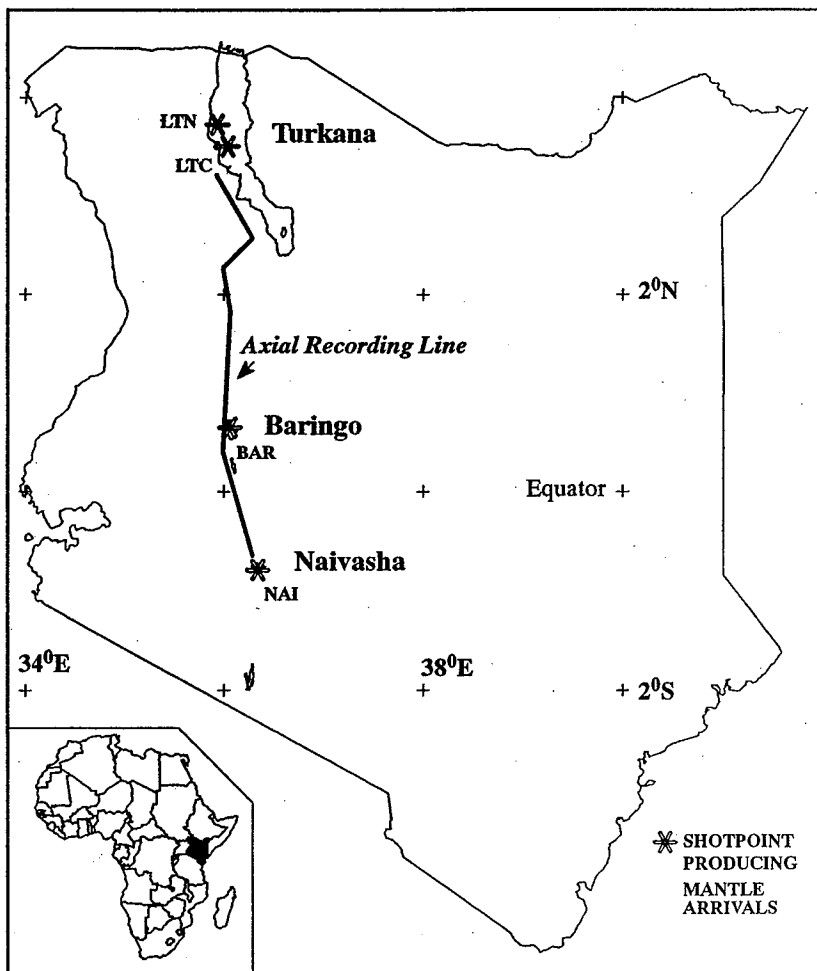 LTN
Turkana
LTC
2⁰N
Axial Recording Line
Baringo
BAR
Equator
Naivasha
NAI
34⁰E
38⁰E
2⁰S
SHOTPOINT
PRODUCING
MANTLE
ARRIVALS